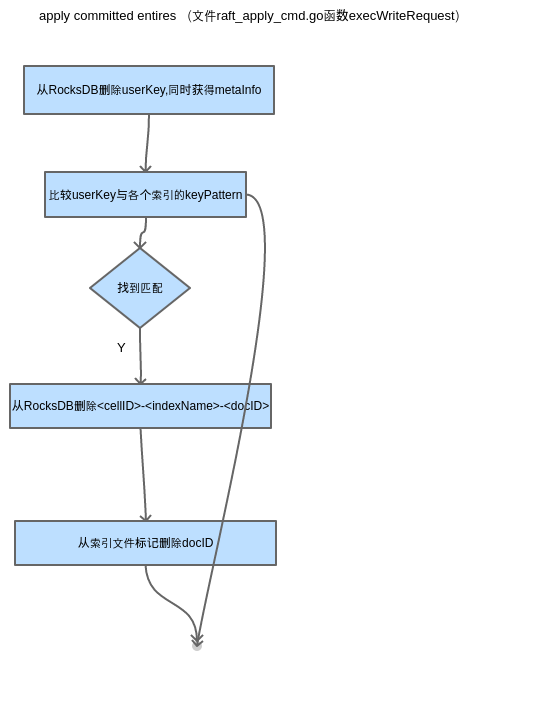 apply committed entires （文件raft_apply_cmd.go函数execWriteRequest）
从RocksDB删除userKey,同时获得metaInfo
比较userKey与各个索引的keyPattern
找到匹配
Y
从RocksDB删除<cellID>-<indexName>-<docID>
从索引文件标记删除docID